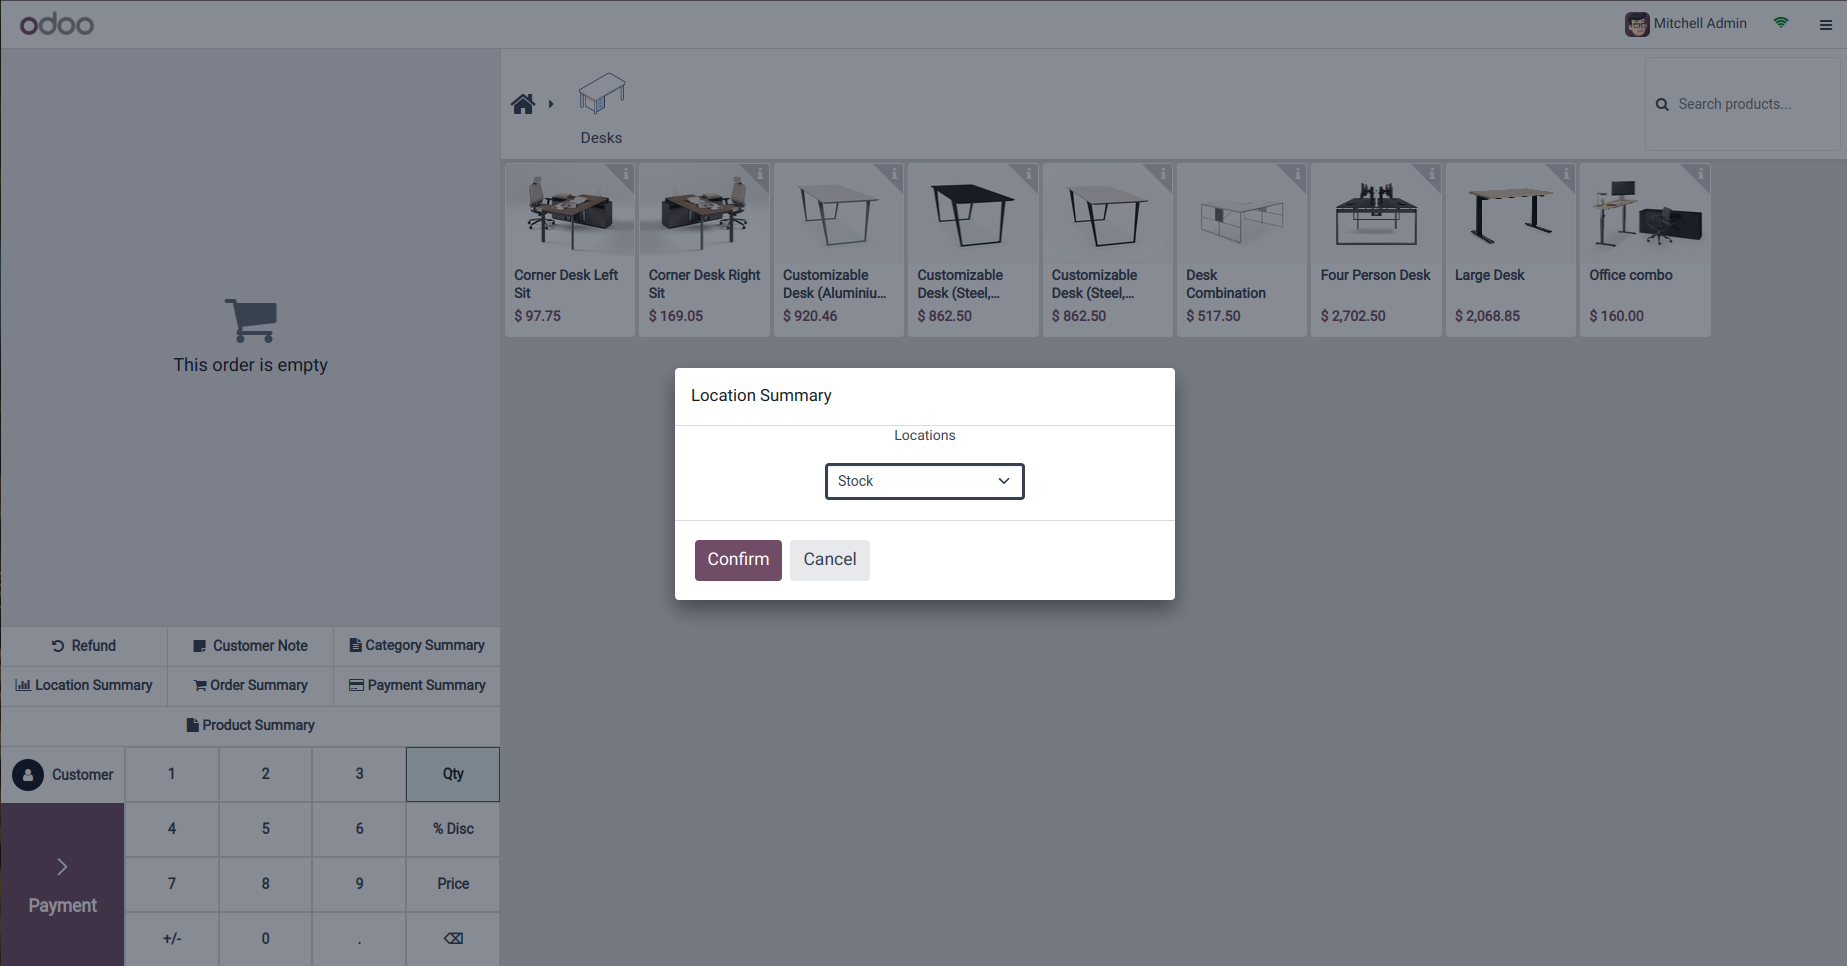 odoo
Mitchell Admin
Desks
Search products...
Corner Desk Left
Sit
$ 97.75
Corner Desk Right
Sit
$ 169.05
Customizable
Desk (Aluminiu...
$ 920.46
Customizable
Desk (Steel,...
$ 862.50
Customizable
Desk (Steel,...
$ 862.50
Desk
Combination
$ 517.50
Four Person Desk
$ 2,702.50
Large Desk
$ 2,068.85
Office combo
$ 160.00
This order is empty
Location Summary
Locations
Stock
Confirm
Cancel
Refund
Customer Note
Category Summary
Location Summary
Order Summary
Payment Summary
Product Summary
Customer
1
2
3
Qty
4
5
6
% Disc
7
8
9
Price
Payment
+/-
0
.
⌫